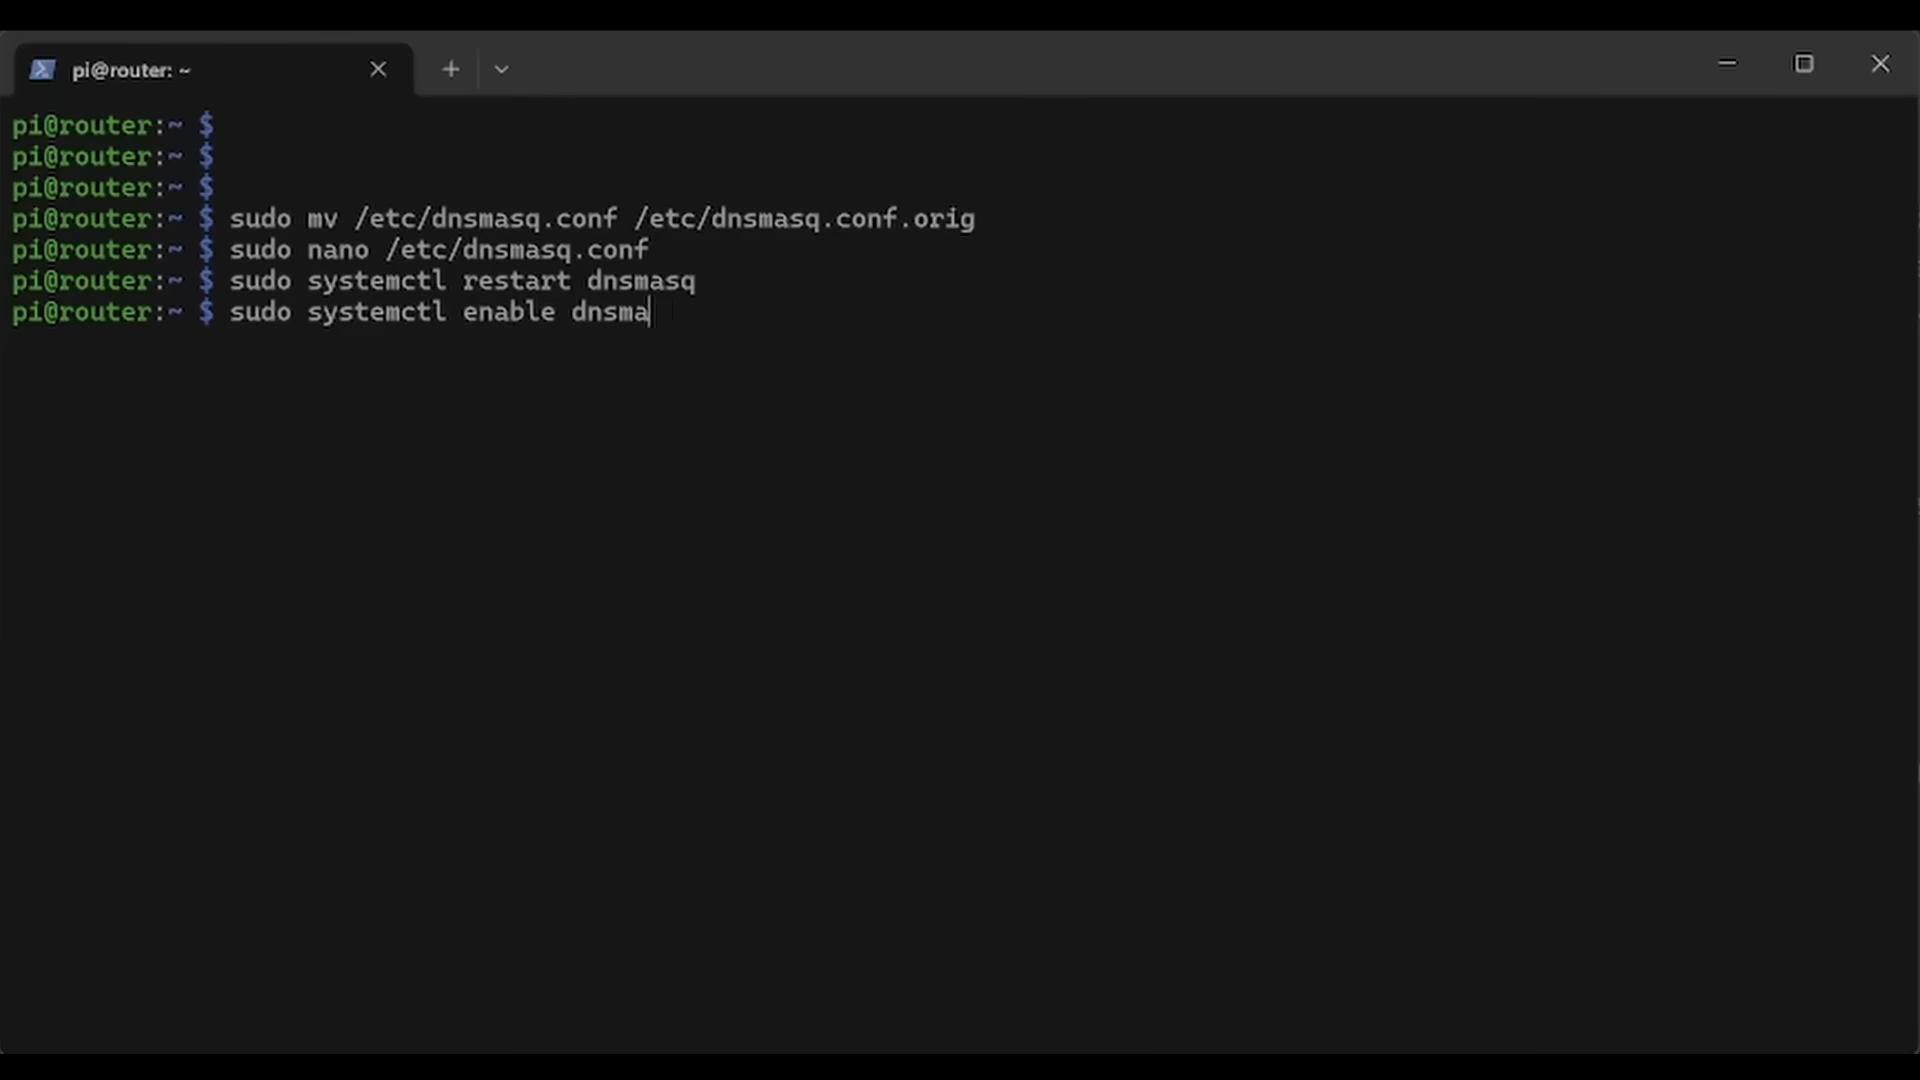 pi@router: ~
pi@router:~ $
pi@router:~ $
pi@router:~ $
pi@router:~ $ sudo mv /etc/dnsmasq.conf /etc/dnsmasq.conf.orig
pi@router:~ $ sudo nano /etc/dnsmasq.conf
pi@router:~ $ sudo systemctl restart dnsmasq
pi@router:~ $ sudo systemctl enable dnsma